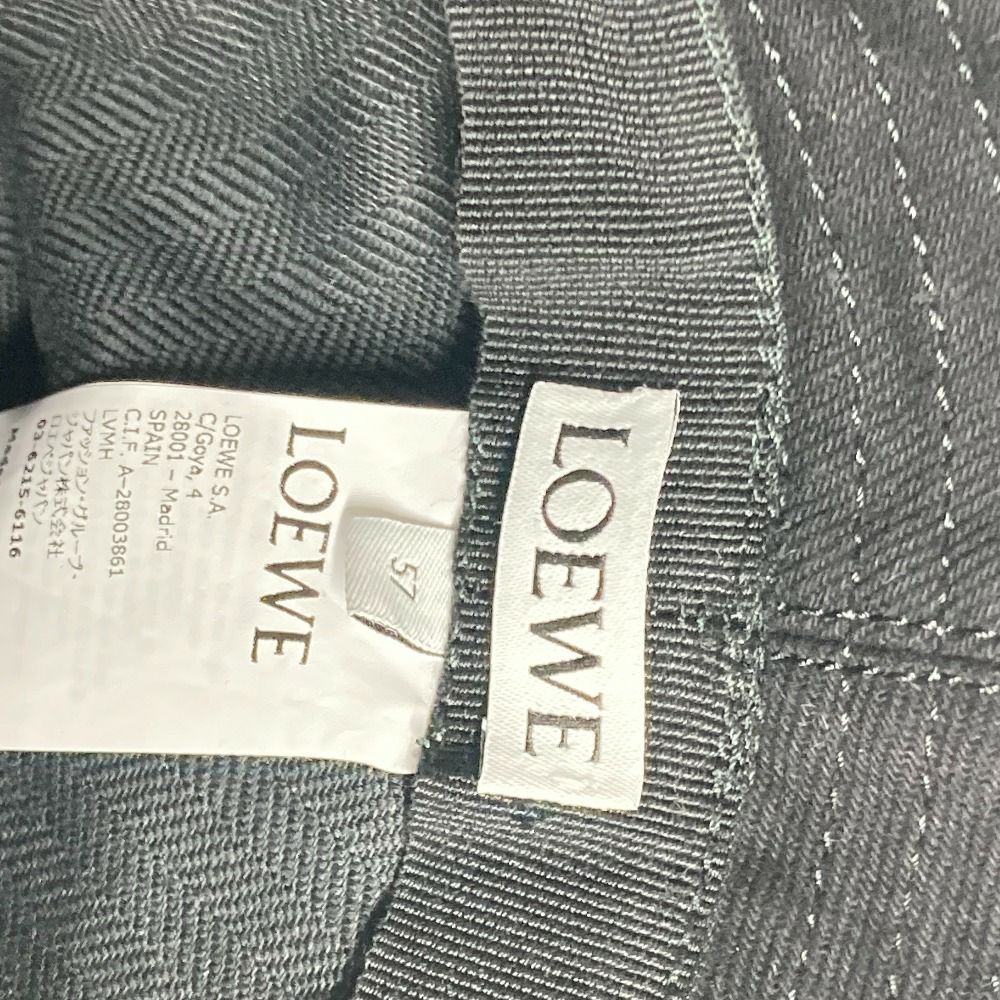 LOEWE
57
LOEWE
LOEWE S.A.
C/Goya, 4
28001 – Madrid
SPAIN
C.I.F. A–28003861
LVMH
ファッション・グループ・
ジャパン株式会社
ロエベジャパン
03-6215-6116